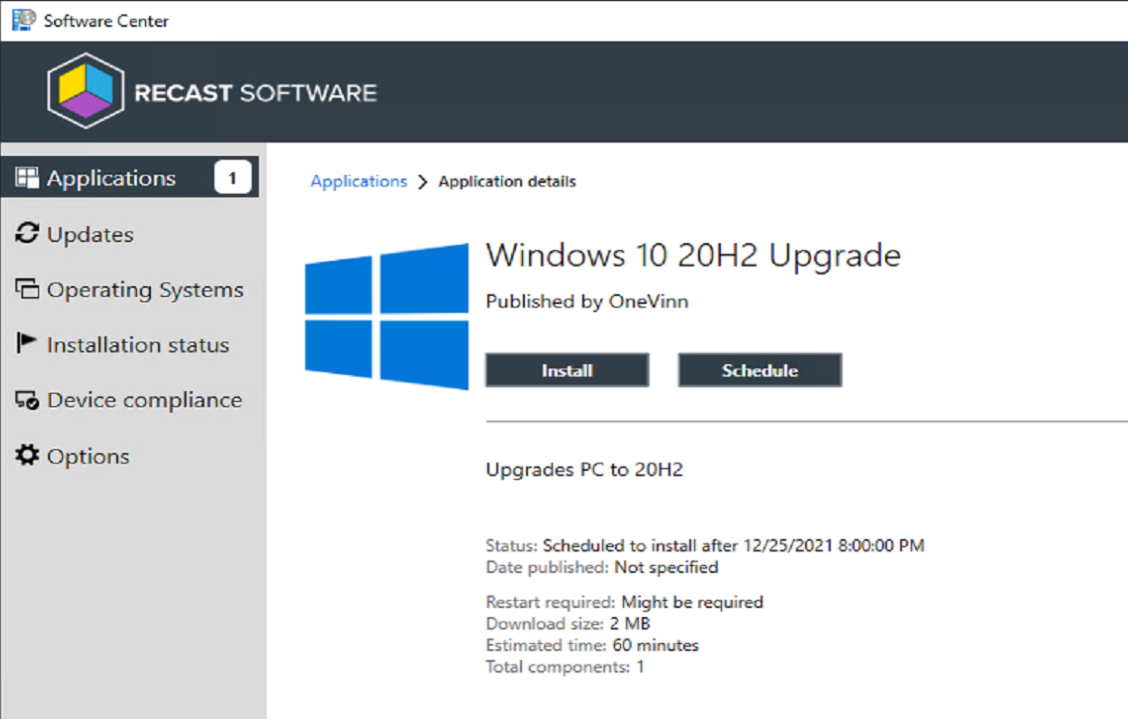 Software Center
RECAST SOFTWARE
Applications 1
Updates
Operating Systems
Installation status
Device compliance
Options
Applications > Application details
Windows 10 20H2 Upgrade
Published by OneVinn
Install
Schedule
Upgrades PC to 20H2
Status: Scheduled to install after 12/25/2021 8:00:00 PM
Date published: Not specified
Restart required: Might be required
Download size: 2 MB
Estimated time: 60 minutes
Total components: 1